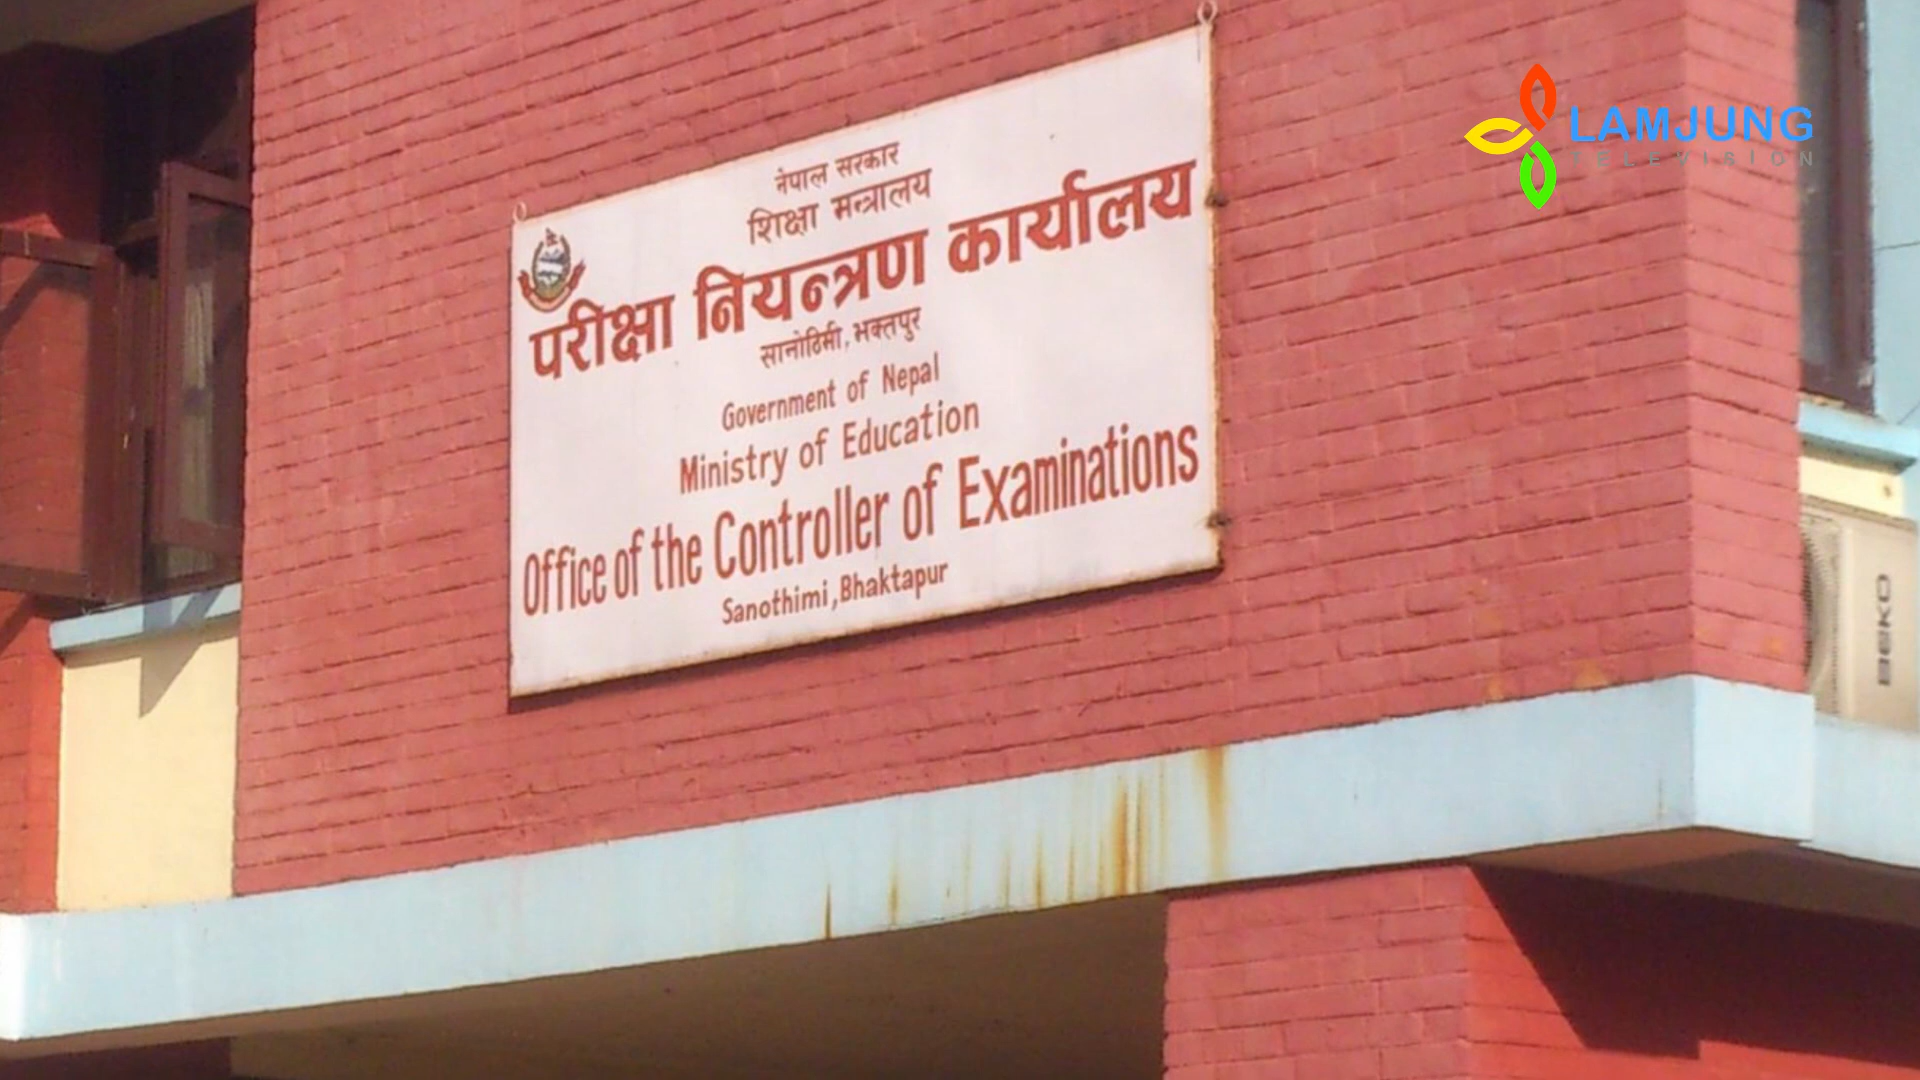 नेपाल सरकार
शिक्षा मन्त्रालय
परीक्षा नियन्त्रण कार्यालय
सानोठिमी, भक्तपुर
Government of Nepal
Ministry of Education
Office of the Controller of Examinations
Sanothimi, Bhaktapur
LAMJUNG
TELEVISION
BEKO